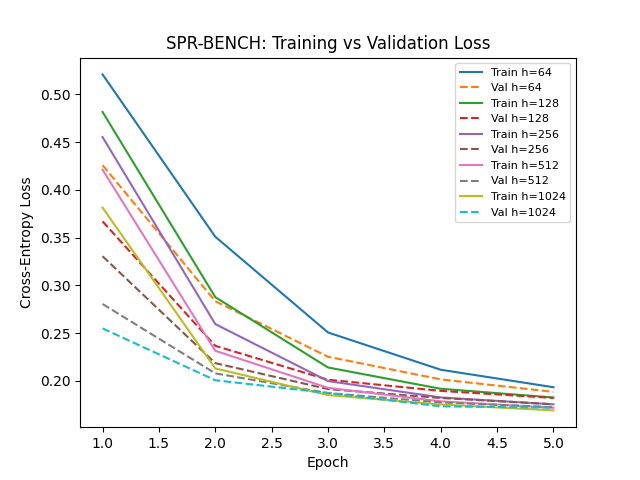 SPR-BENCH: Training vs Validation Loss
Cross-Entropy Loss
0.50
0.45
0.40
0.35
0.30
0.25
0.20
Train h=64
Val h=64
Train h=128
Val h=128
Train h=256
Val h=256
Train h=512
Val h=512
Train h=1024
Val h=1024
1.0 1.5 2.0 2.5 3.0 3.5 4.0 4.5 5.0
Epoch